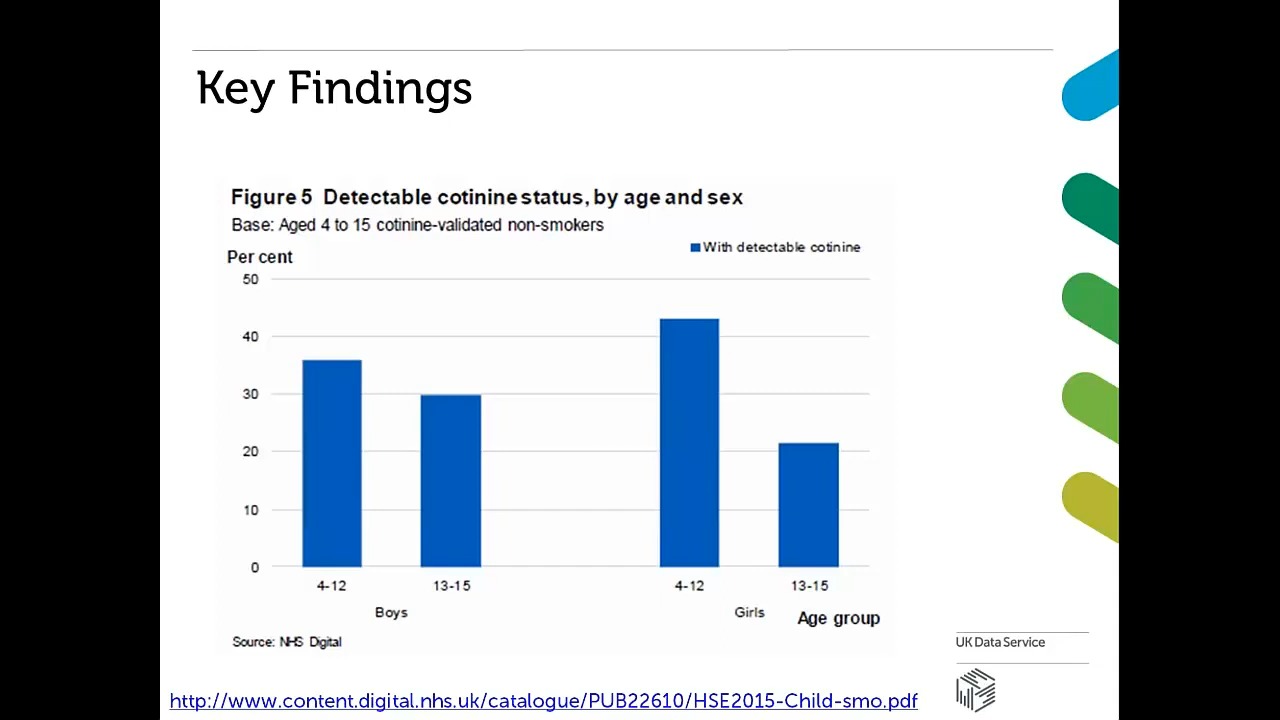 Key Findings
Figure 5 Detectable cotinine status, by age and sex
Base: Aged 4 to 15 cotinine-validated non-smokers
With detectable cotinine
Per cent
50
40
30
20
10
0
4-12
13-15
4-12
13-15
Boys
Girls
Age group
Source: NHS Digital
UK Data Service
http://www.content.digital.nhs.uk/catalogue/PUB22610/HSE2015-Child-smo.pdf